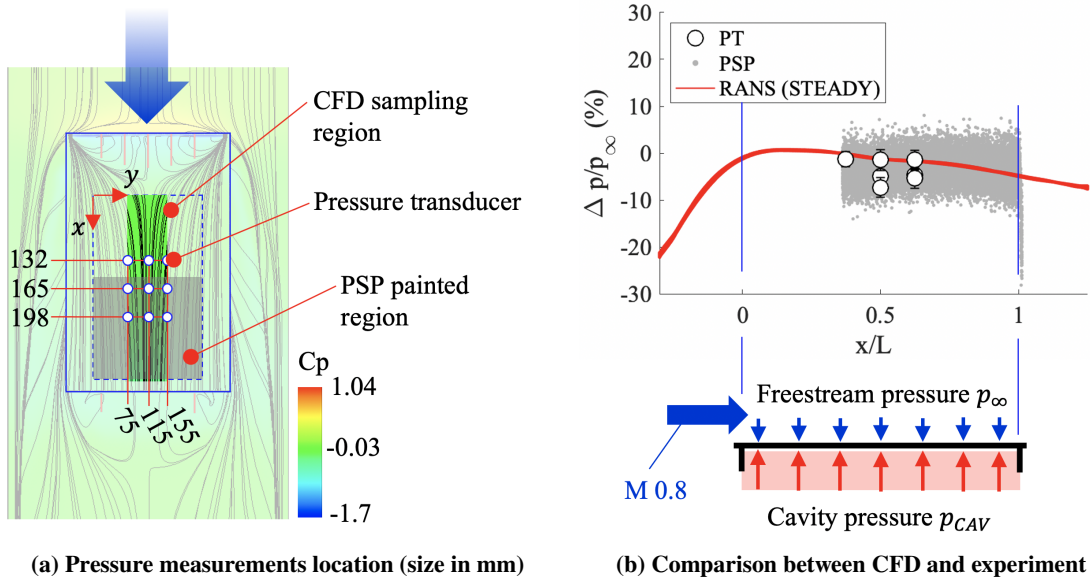 CFD sampling
region
y
x
Pressure transducer
132
165
198
PSP painted
region
75
115
155
Cp
1.04
-0.03
-1.7
(a) Pressure measurements location (size in mm)
30
20
10
0
-10
-20
-30
Δ p/p∞ (%)
PT
PSP
RANS (STEADY)
0
0.5
1
x/L
Freestream pressure p∞
M 0.8
Cavity pressure pCAV
(b) Comparison between CFD and experiment